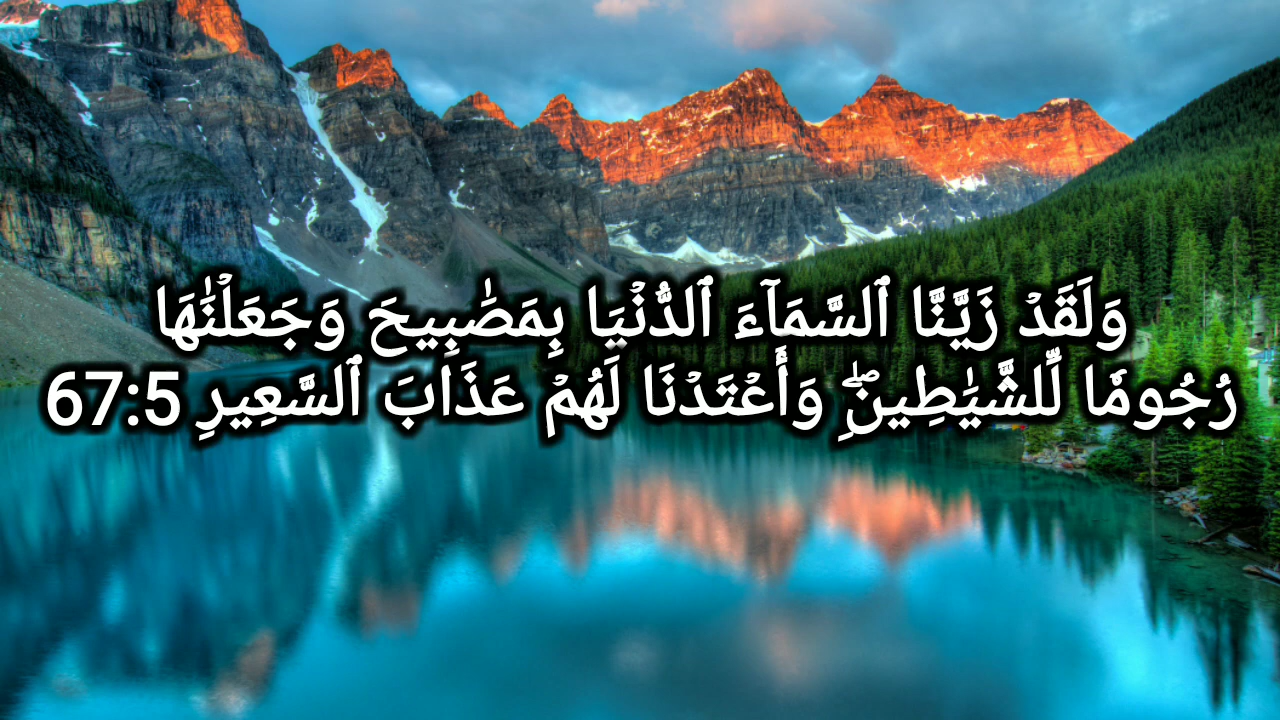 وَلَقَدْ زَيَّنَّا ٱلسَّمَآءَ ٱلدُّنْيَا بِمَصَٰبِيحَ وَجَعَلْنَٰهَا
رُجُومًا لِّلشَّيَٰطِينِۖ وَأَعْتَدْنَا لَهُمْ عَذَابَ ٱلسَّعِيرِ 67:5